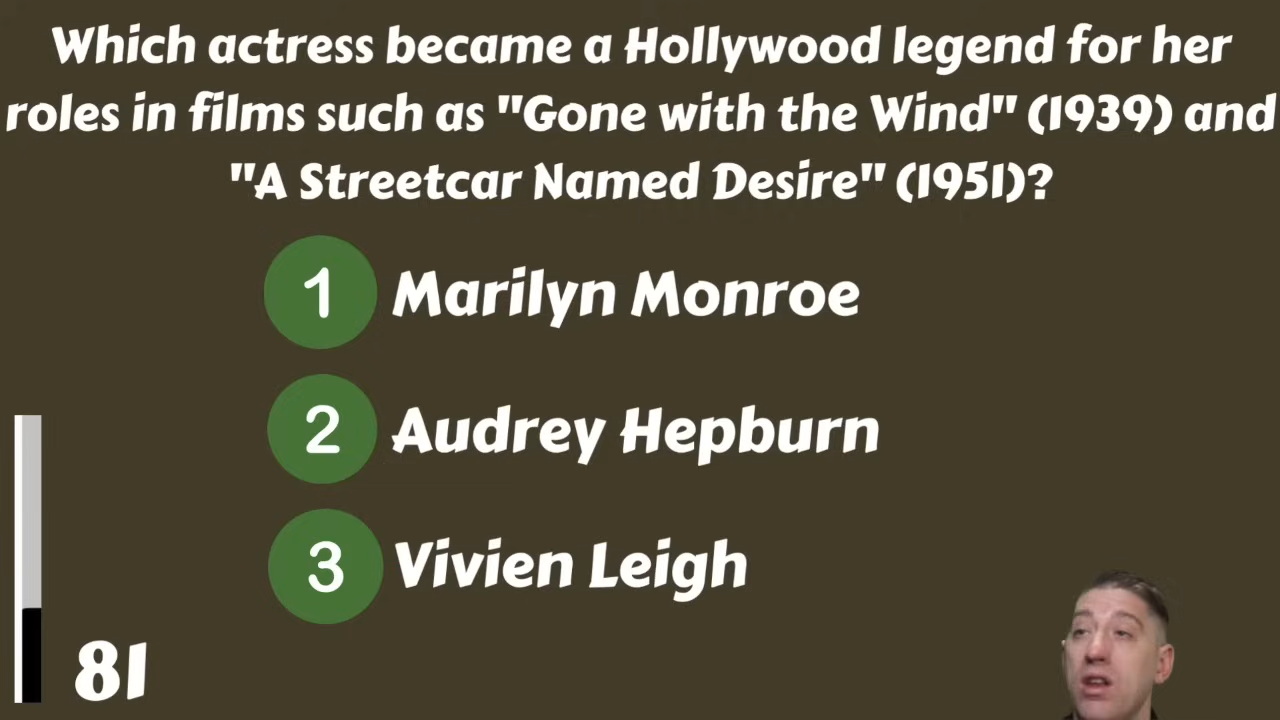 Which actress became a Hollywood legend for her
roles in films such as "Gone with the Wind" (1939) and
"A Streetcar Named Desire" (1951)?
1 Marilyn Monroe
2 Audrey Hepburn
3 Vivien Leigh
81